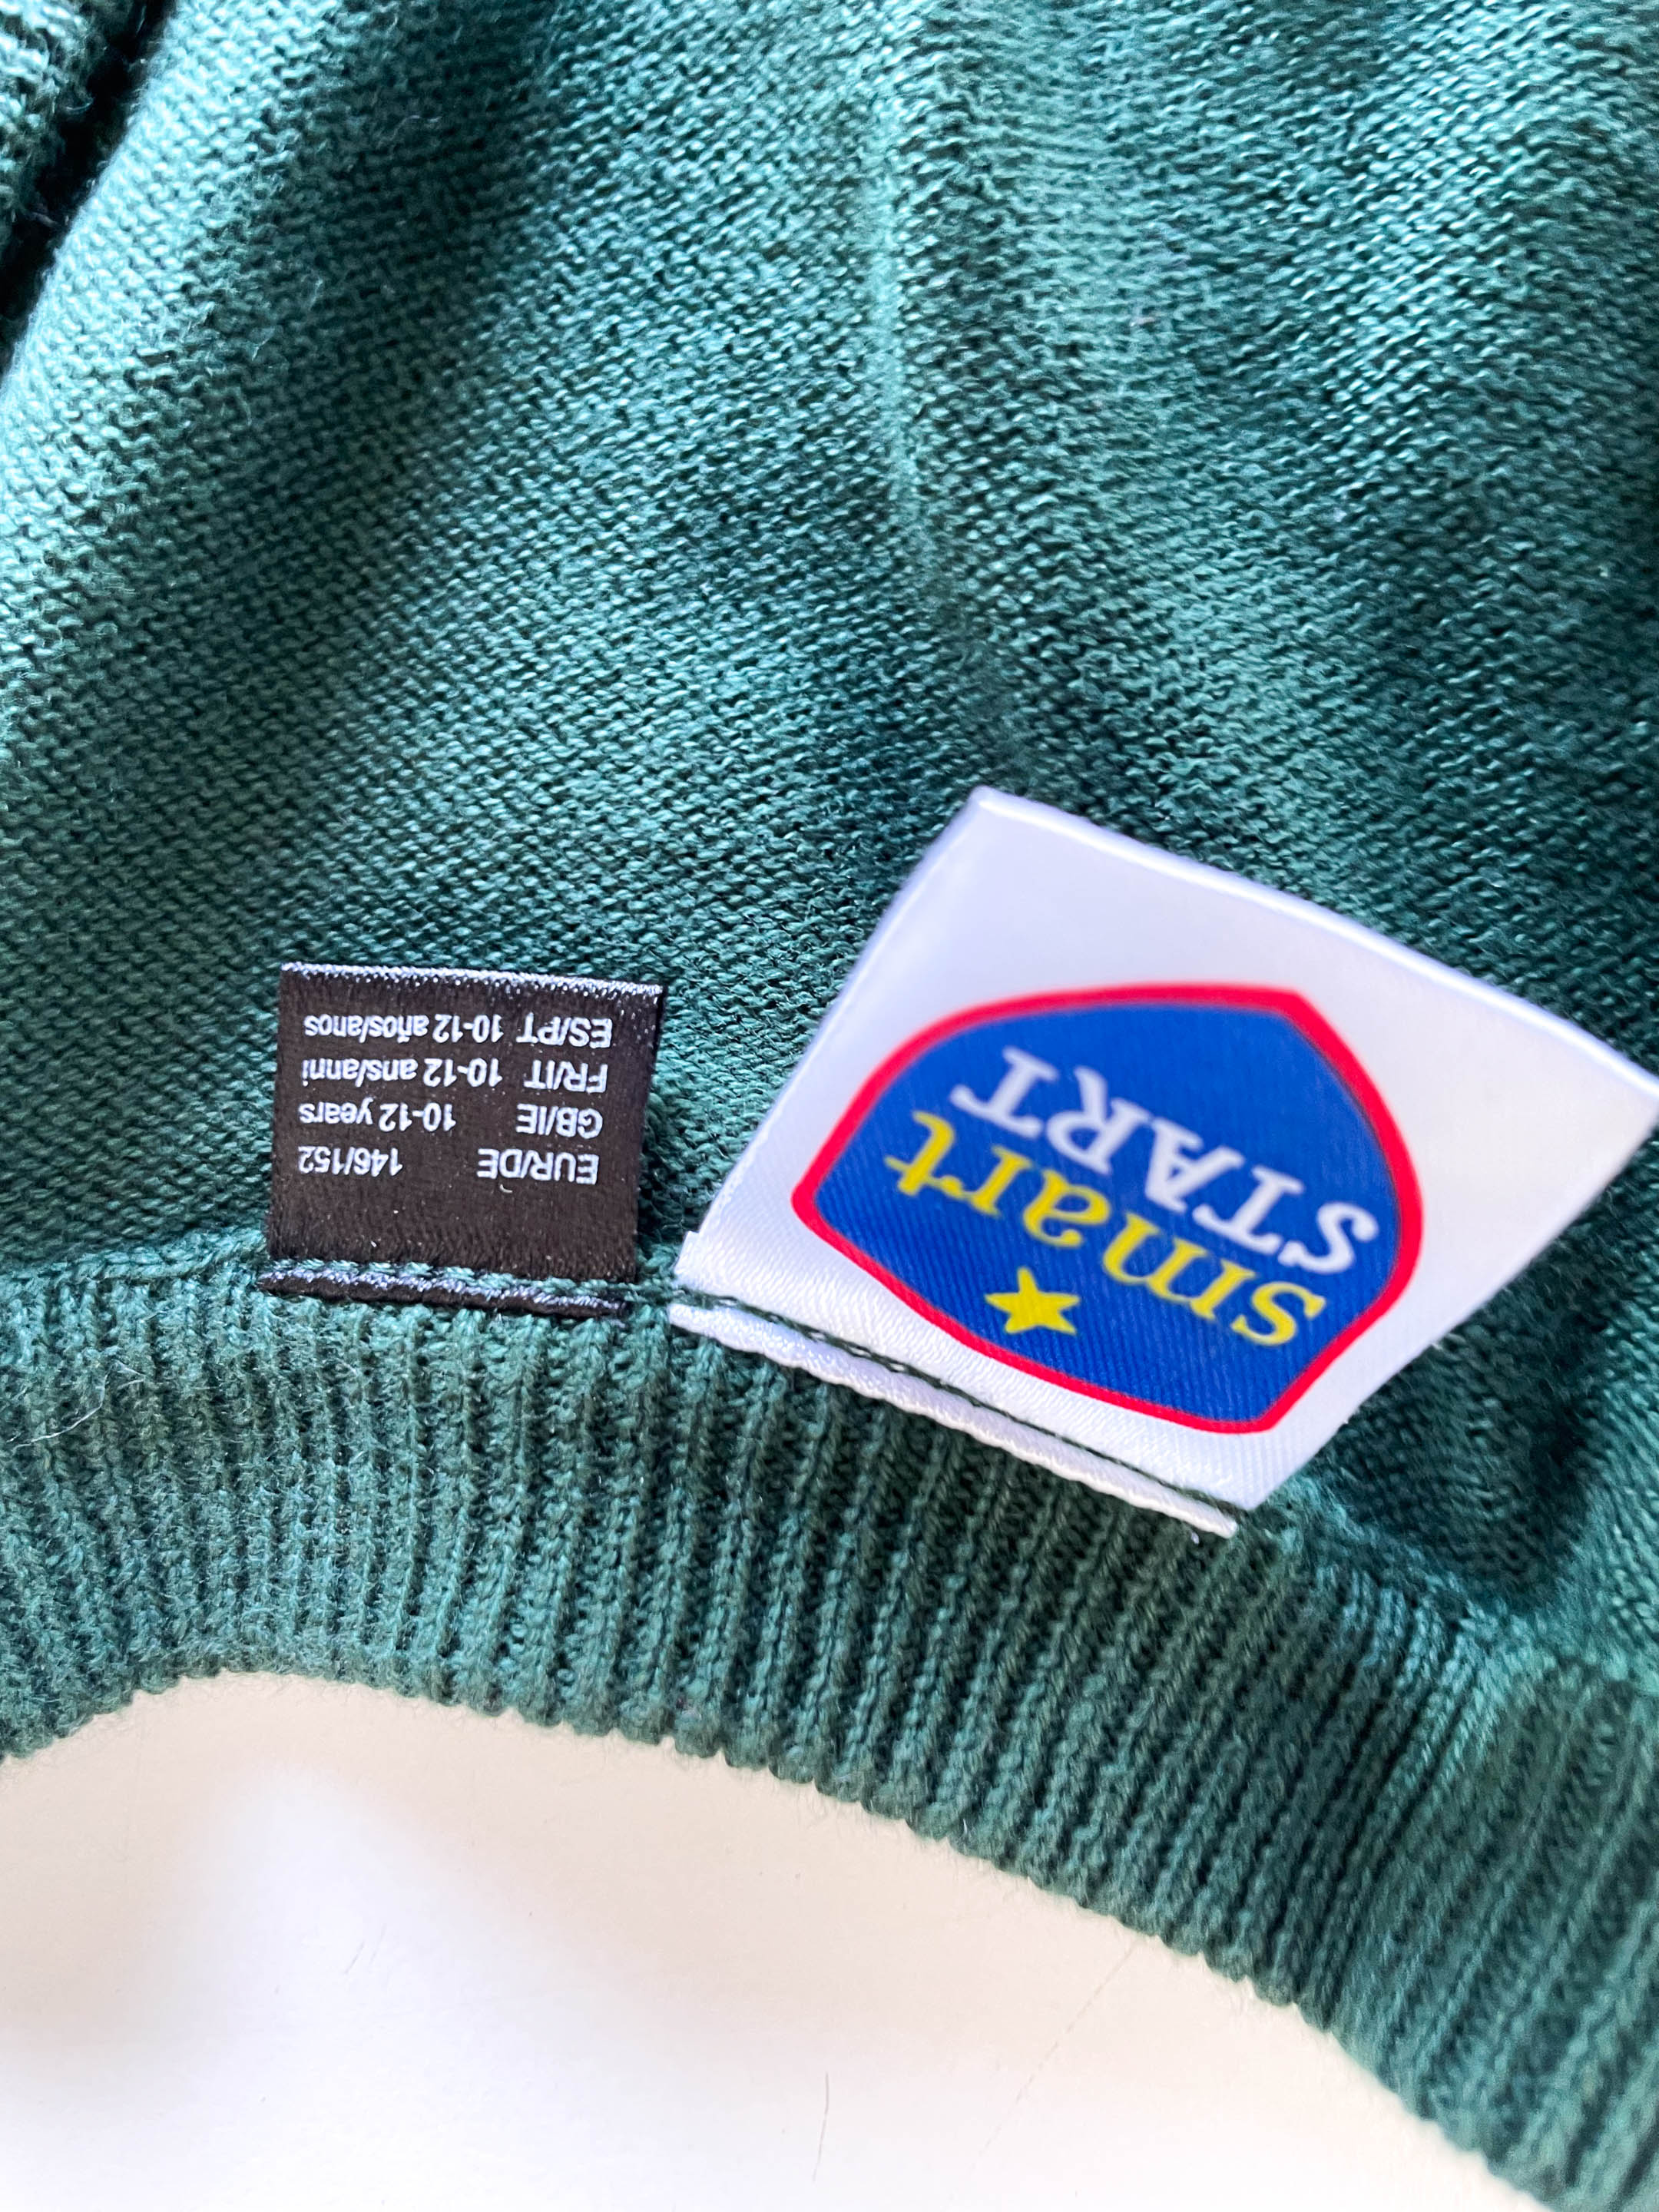 EUR/DE 146/152
GB/IE 10-12 years
FR/IT 10-12 ans/anni
ES/PT 10-12 años/anos
smart
START